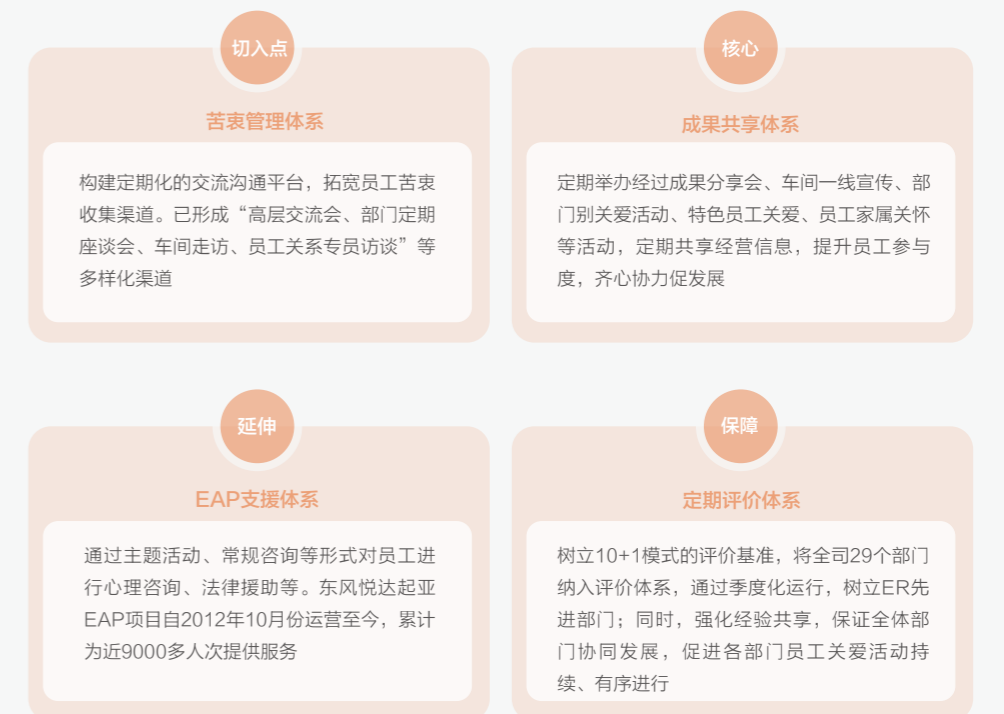 切入点
苦衷管理体系
构建定期化的交流沟通平台，拓宽员工苦衷
收集渠道。已形成“高层交流会、部门定期
座谈会、车间走访、员工关系专员访谈”等
多样化渠道
核心
成果共享体系
定期举办经过成果分享会、车间一线宣传、部
门别关爱活动、特色员工关爱、员工家属关怀
等活动，定期共享经营信息，提升员工参与
度，齐心协力促发展
延伸
EAP支援体系
通过主题活动、常规咨询等形式对员工进
行心理咨询、法律援助等。东风悦达起亚
EAP项目自2012年10月份运营至今，累计
为近9000多人次提供服务
保障
定期评价体系
树立10+1模式的评价基准，将全司29个部门
纳入评价体系，通过季度化运行，树立ER先
进部门；同时，强化经验共享，保证全体部
门协同发展，促进各部门员工关爱活动持
续、有序进行